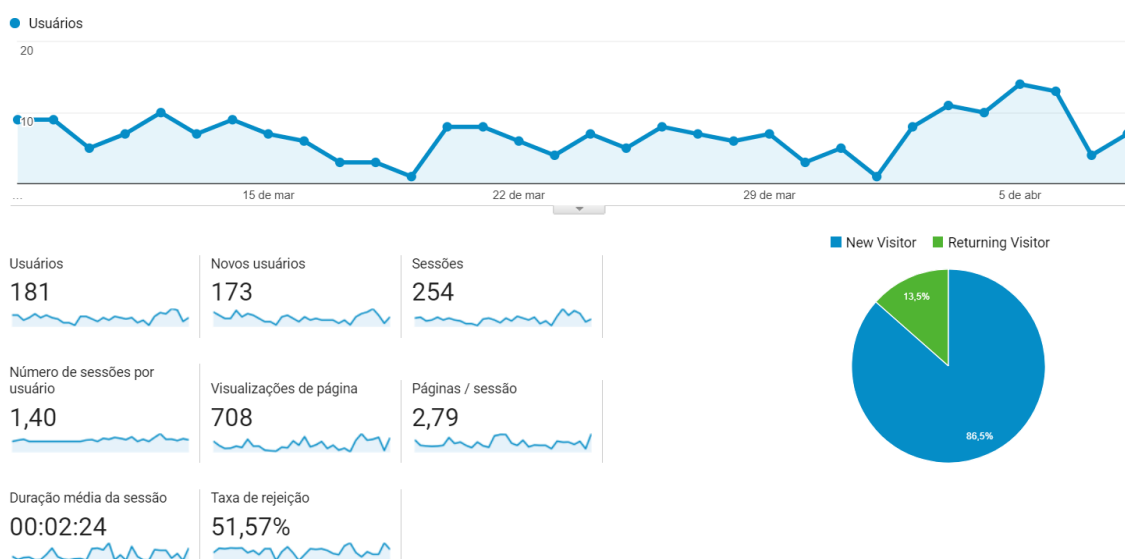 Usuários
20
10
...
15 de mar
22 de mar
29 de mar
5 de abr
New Visitor
Returning Visitor
13,5%
86,5%
Usuários
181
Novos usuários
173
Sessões
254
Número de sessões por
usuário
1,40
Visualizações de página
708
Páginas / sessão
2,79
Duração média da sessão
00:02:24
Taxa de rejeição
51,57%